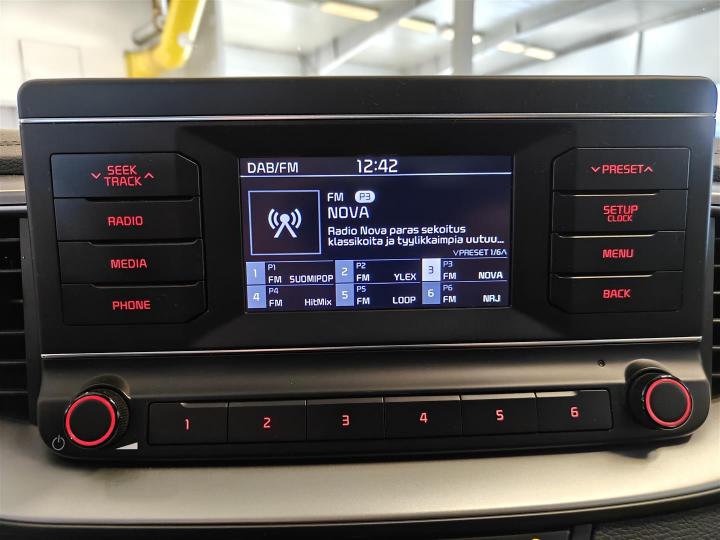 SEEK
TRACK
RADIO
MEDIA
PHONE
DAB/FM 12:42
FM P3
NOVA
Radio Nova paras sekoitus
klassikoita ja tyylikkaimpia uutuu...
PRESET 1/6
1 P1 FM SUOMIPOP
2 P2 FM YLEX
3 P3 FM NOVA
4 P4 FM HitMix
5 P5 FM LOOP
6 P6 FM NRJ
PRESET
SETUP
CLOCK
MENU
BACK
1 2 3 4 5 6